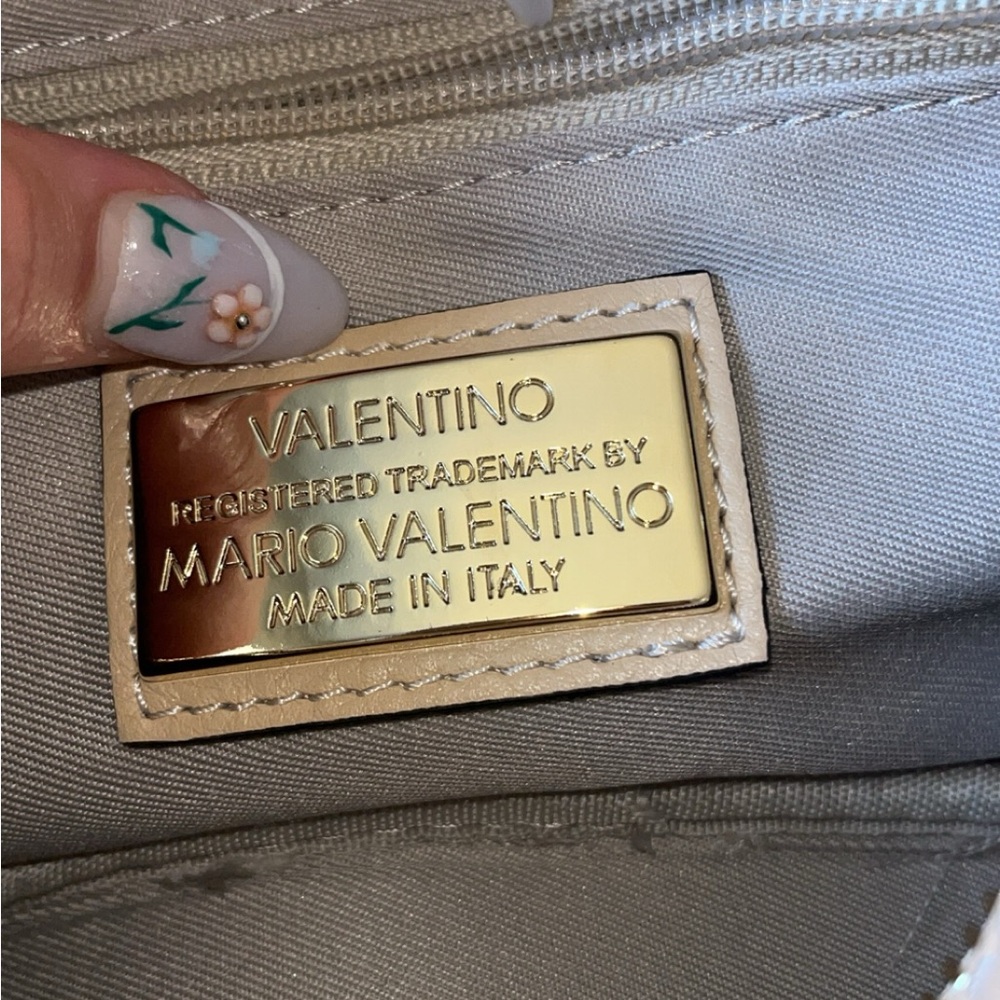 VALENTINO
REGISTERED TRADEMARK BY
MARIO VALENTINO
MADE IN ITALY